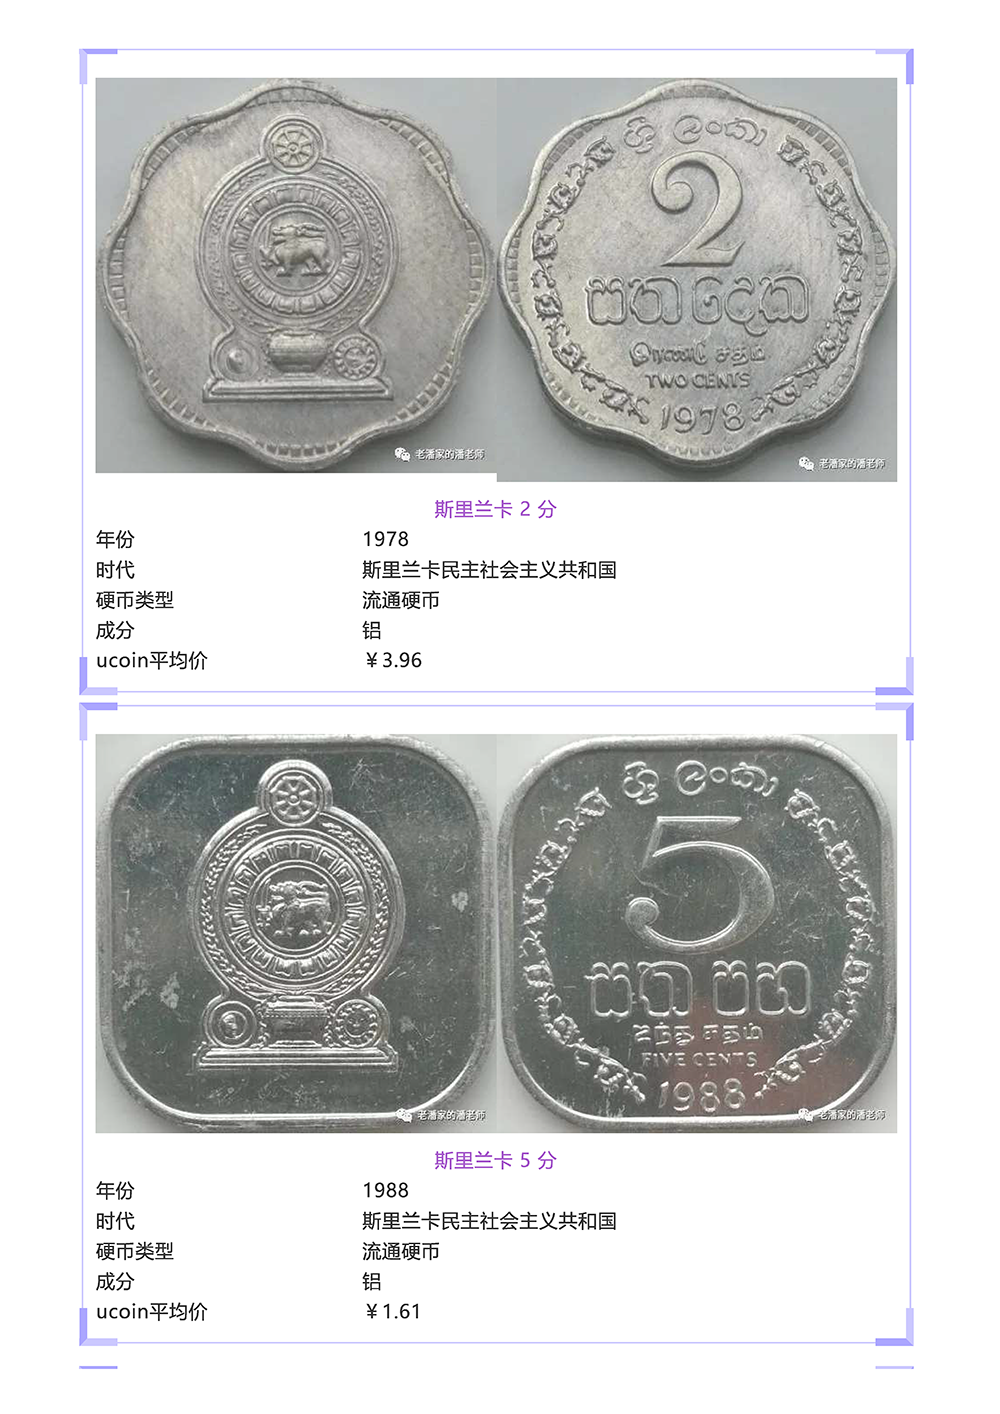 ශ්‍රී ලංකා
2
සත දෙක
இரண்டு சதம்
TWO CENTS
1978
老潘家的潘老师
老潘家的潘老师
斯里兰卡 2 分
年份 1978
时代 斯里兰卡民主社会主义共和国
硬币类型 流通硬币
成分 铝
ucoin平均价 ￥3.96
ශ්‍රී ලංකා
5
සත පහ
ஐந்து சதம்
FIVE CENTS
1988
老潘家的潘老师
老潘家的潘老师
斯里兰卡 5 分
年份 1988
时代 斯里兰卡民主社会主义共和国
硬币类型 流通硬币
成分 铝
ucoin平均价 ￥1.61